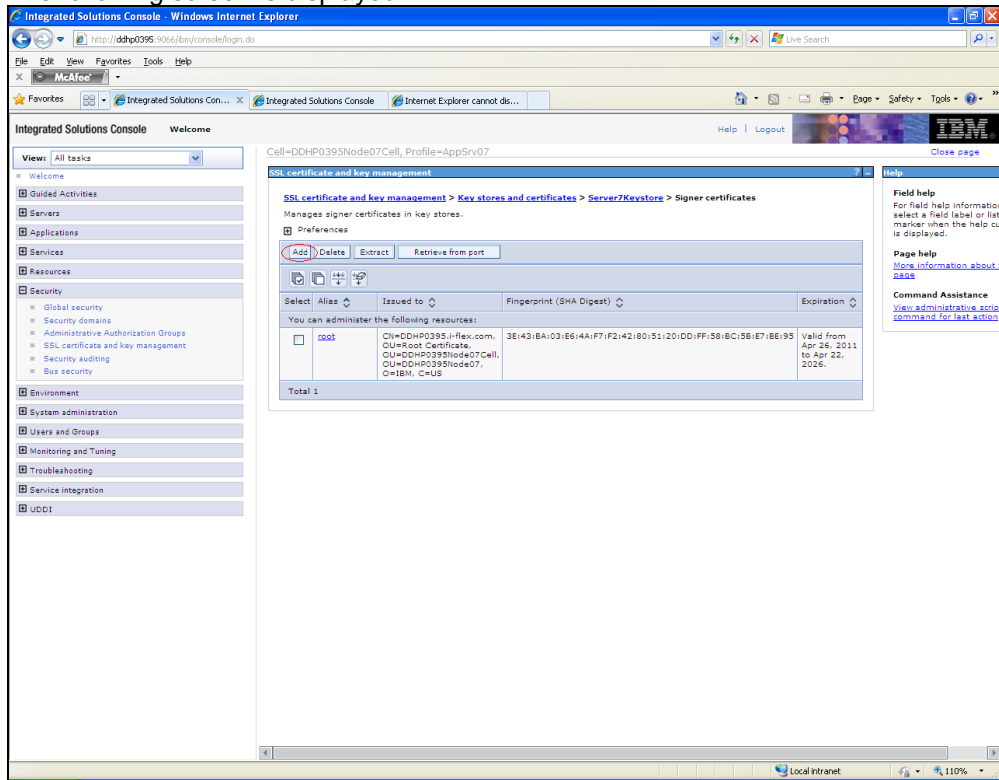 Integrated Solutions Console - Windows Internet Explorer
http://ddhp0395:9066/ibm/console/login.do
Live Search
File Edit View Favorites Tools Help
X McAfee
Favorites Integrated Solutions Con... X Integrated Solutions Console Internet Explorer cannot dis... Page Safety Tools »
Integrated Solutions Console Welcome Help | Logout IBM.
View: All tasks
Welcome
Guided Activities
Servers
Applications
Services
Resources
Security
Global security
Security domains
Administrative Authorization Groups
SSL certificate and key management
Security auditing
Bus security
Environment
System administration
Users and Groups
Monitoring and Tuning
Troubleshooting
Service integration
UDDI
Cell=DDHP0395Node07Cell, Profile=AppSrv07
Close page
SSL certificate and key management ? –
SSL certificate and key management > Key stores and certificates > Server7Keystore > Signer certificates
Manages signer certificates in key stores.
Preferences
Add Delete Extract Retrieve from port
Select Alias Issued to Fingerprint (SHA Digest) Expiration
You can administer the following resources:
root
CN=DDHP0395.i-flex.com,
OU=Root Certificate,
OU=DDHP0395Node07Cell,
OU=DDHP0395Node07,
O=IBM, C=US
3E:43:BA:03:E6:4A:F7:F2:42:80:51:20:DD:FF:58:BC:5B:E7:BE:95
Valid from
Apr 26, 2011
to Apr 22,
2026.
Total 1
Help
Field help
For field help information
select a field label or list
marker when the help cu
is displayed.
Page help
More information about
page
Command Assistance
View administrative scrip
command for last action
Local intranet 110%